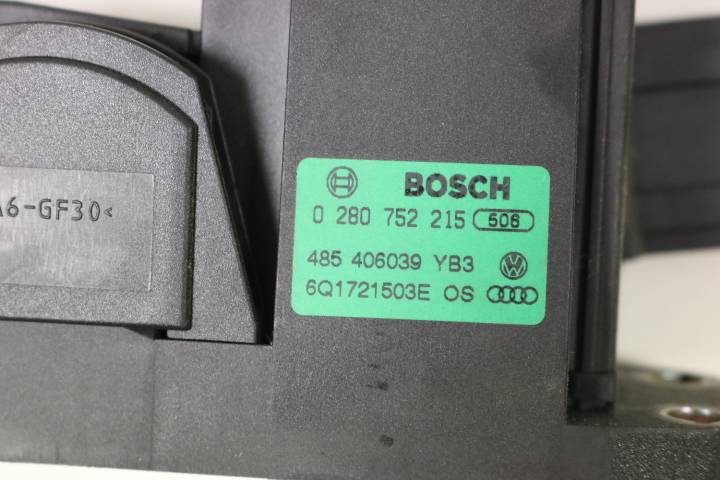 A6-GF30<
BOSCH
0 280 752 215 506
485 406039 YB3
6Q1721503E OS